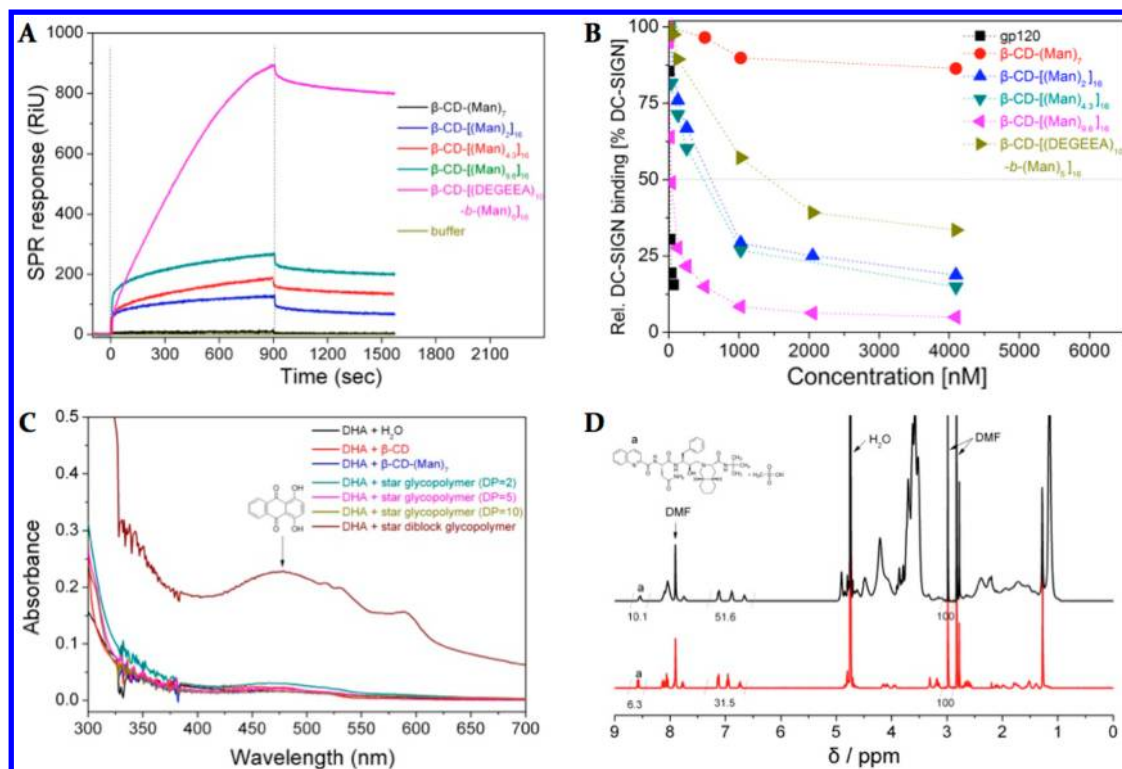 A
1000
800
600
400
200
0
SPR response (RiU)
0 300 600 900 1200 1500 1800 2100
Time (sec)
β-CD-(Man)₇
β-CD-[(Man)₂]₁₆
β-CD-[(Man)₄.₃]₁₆
β-CD-[(Man)₉.₆]₁₆
β-CD-[(DEGEEA)₁₀
-b-(Man)₅]₁₆
buffer
B
100
75
50
25
0
Rel. DC-SIGN binding [% DC-SIGN]
0 1000 2000 3000 4000 5000 6000
Concentration [nM]
gp120
β-CD-(Man)₇
β-CD-[(Man)₂]₁₆
β-CD-[(Man)₄.₃]₁₆
β-CD-[(Man)₉.₆]₁₆
β-CD-[(DEGEEA)₁₀
-b-(Man)₅]₁₆
C
0.5
0.4
0.3
0.2
0.1
0.0
Absorbance
300 350 400 450 500 550 600 650 700
Wavelength (nm)
DHA + H₂O
DHA + β-CD
DHA + β-CD-(Man)₇
DHA + star glycopolymer (DP=2)
DHA + star glycopolymer (DP=5)
DHA + star glycopolymer (DP=10)
DHA + star diblock glycopolymer
O OH
O OH
D
a
H₂O
DMF
DMF
a
10.1 51.6 100
a
6.3 31.5 100
9 8 7 6 5 4 3 2 1 0
δ / ppm